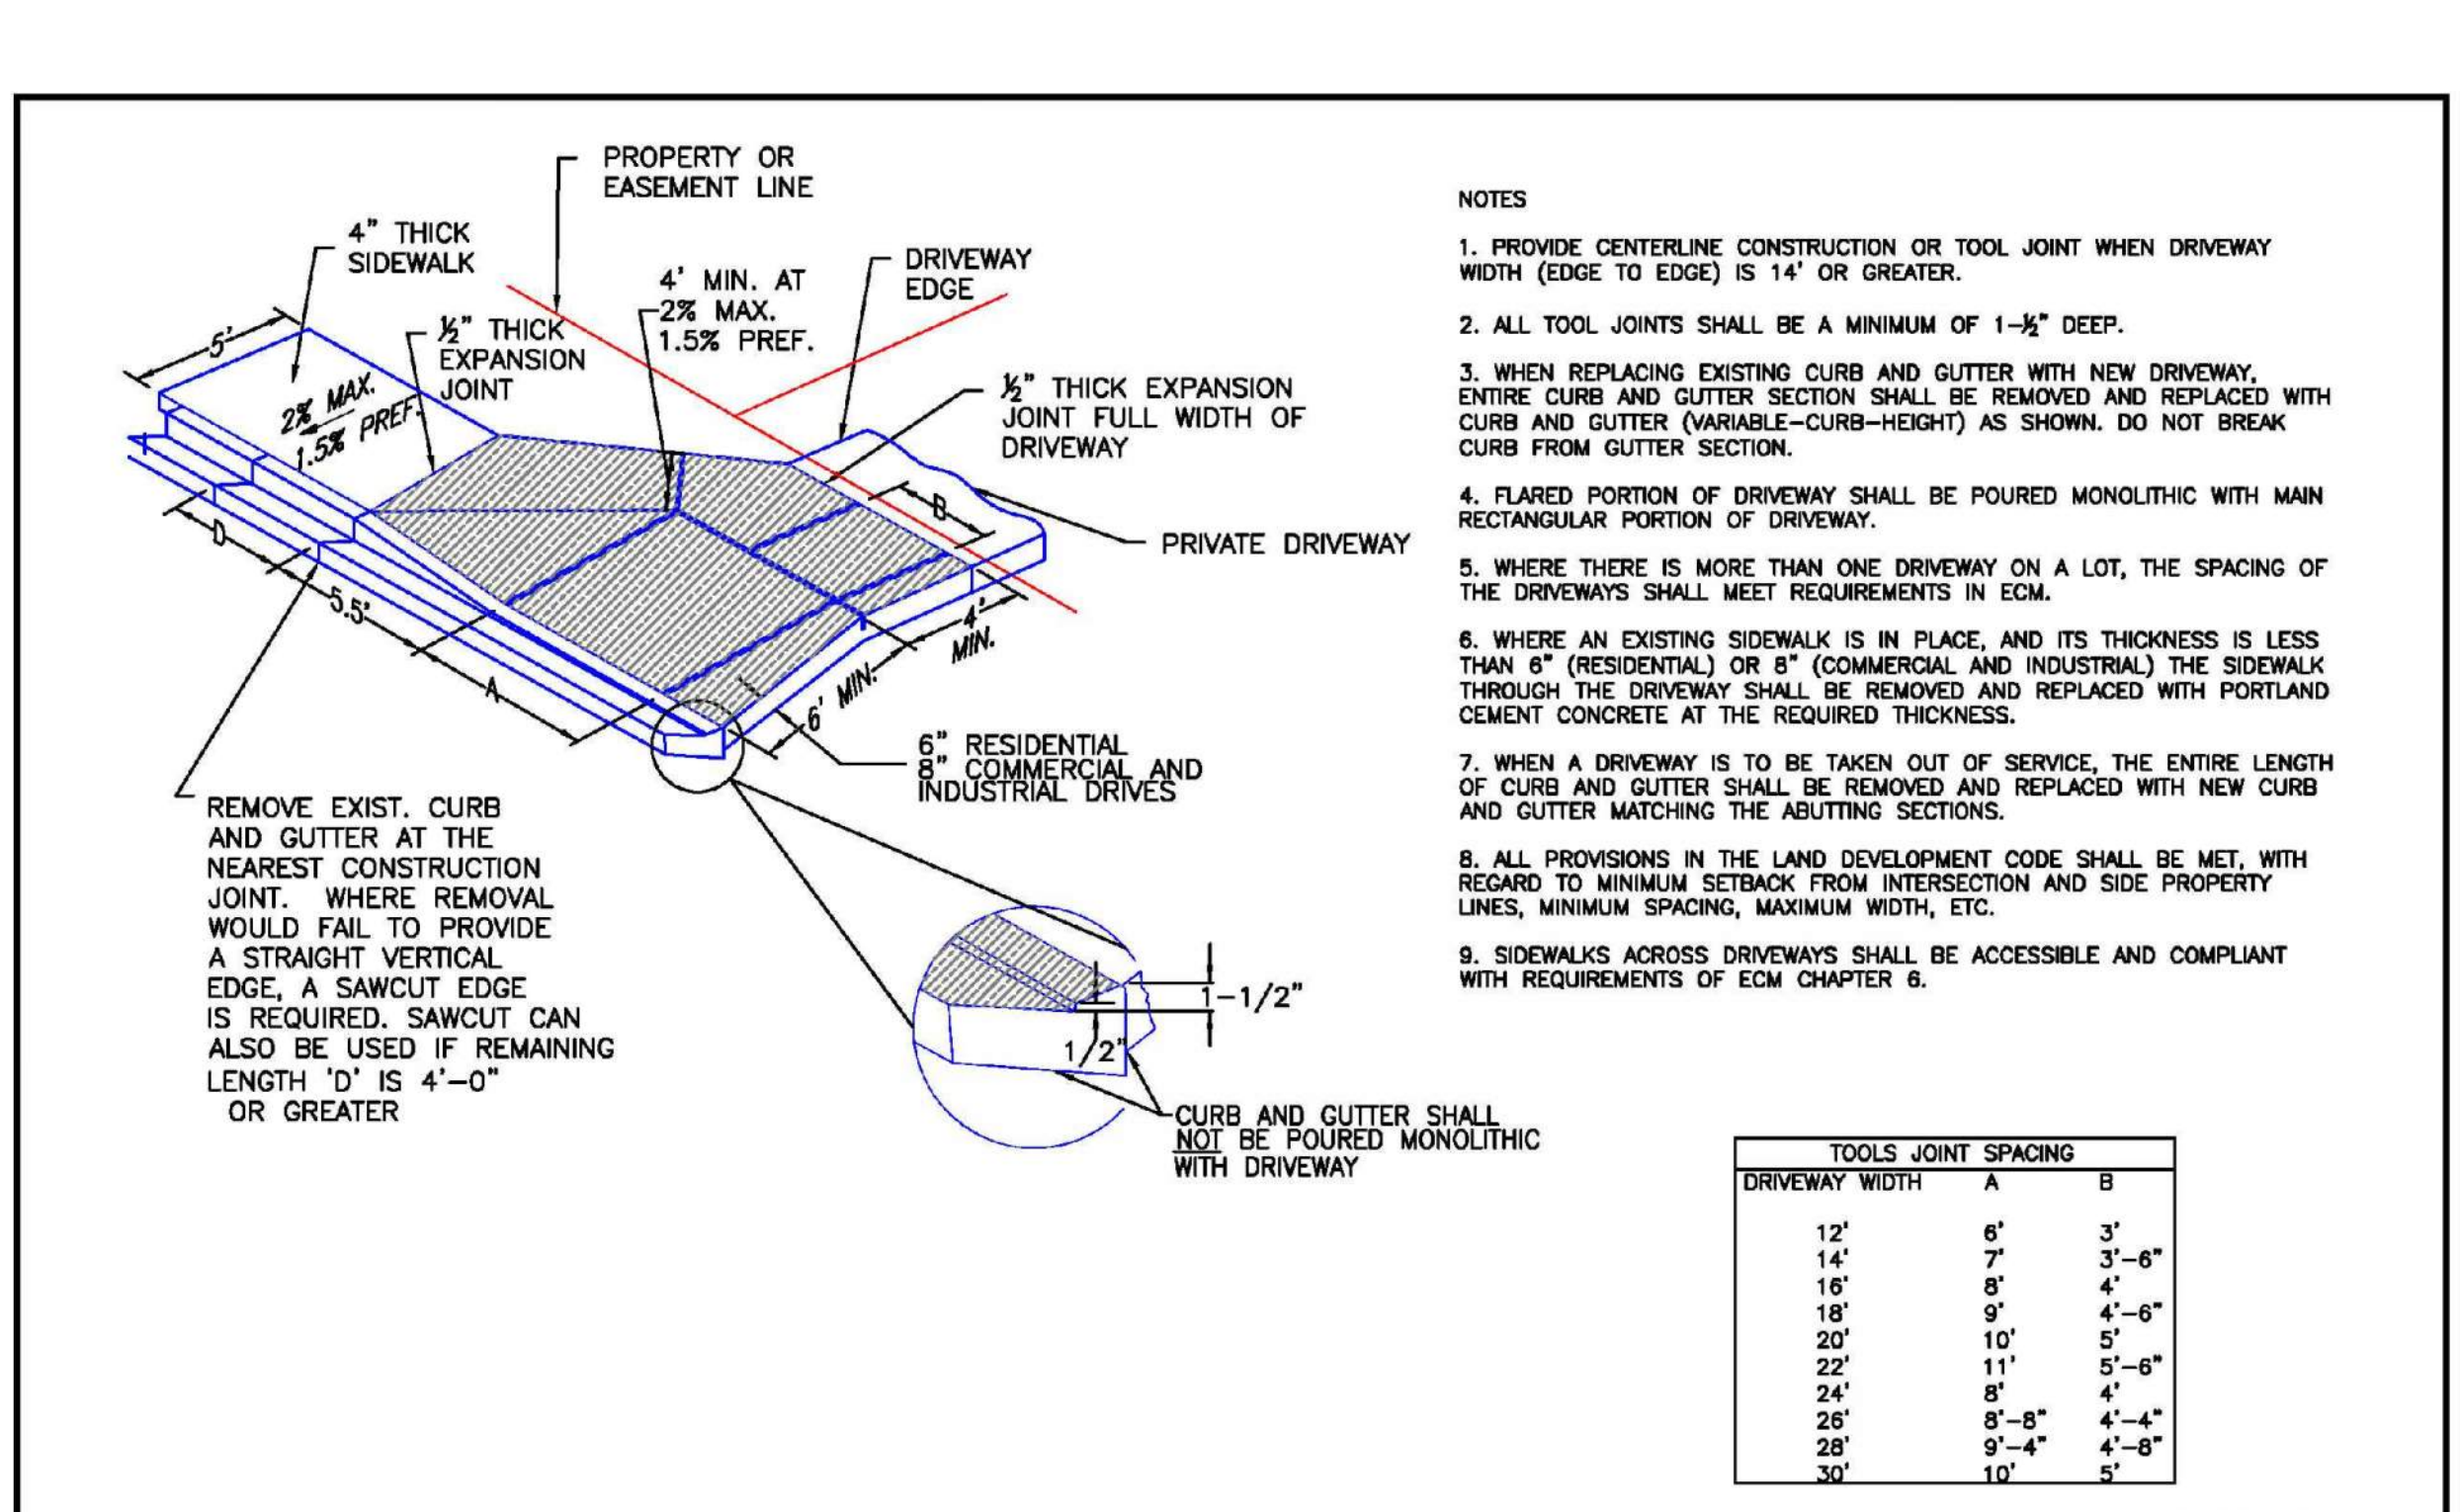 PROPERTY OR
EASEMENT LINE
4" THICK
SIDEWALK
DRIVEWAY
EDGE
4' MIN. AT
2% MAX.
1.5% PREF.
½" THICK
EXPANSION
JOINT
5'
2% MAX.
1.5% PREF.
½" THICK EXPANSION
JOINT FULL WIDTH OF
DRIVEWAY
B
PRIVATE DRIVEWAY
D
5.5'
A
4'
MIN.
6' MIN.
6" RESIDENTIAL
8" COMMERCIAL AND
INDUSTRIAL DRIVES
REMOVE EXIST. CURB
AND GUTTER AT THE
NEAREST CONSTRUCTION
JOINT. WHERE REMOVAL
WOULD FAIL TO PROVIDE
A STRAIGHT VERTICAL
EDGE, A SAWCUT EDGE
IS REQUIRED. SAWCUT CAN
ALSO BE USED IF REMAINING
LENGTH 'D' IS 4'-0"
OR GREATER
1-1/2"
1/2"
CURB AND GUTTER SHALL
NOT BE POURED MONOLITHIC
WITH DRIVEWAY
NOTES
1. PROVIDE CENTERLINE CONSTRUCTION OR TOOL JOINT WHEN DRIVEWAY
WIDTH (EDGE TO EDGE) IS 14' OR GREATER.
2. ALL TOOL JOINTS SHALL BE A MINIMUM OF 1-½" DEEP.
3. WHEN REPLACING EXISTING CURB AND GUTTER WITH NEW DRIVEWAY,
ENTIRE CURB AND GUTTER SECTION SHALL BE REMOVED AND REPLACED WITH
CURB AND GUTTER (VARIABLE-CURB-HEIGHT) AS SHOWN. DO NOT BREAK
CURB FROM GUTTER SECTION.
4. FLARED PORTION OF DRIVEWAY SHALL BE POURED MONOLITHIC WITH MAIN
RECTANGULAR PORTION OF DRIVEWAY.
5. WHERE THERE IS MORE THAN ONE DRIVEWAY ON A LOT, THE SPACING OF
THE DRIVEWAYS SHALL MEET REQUIREMENTS IN ECM.
6. WHERE AN EXISTING SIDEWALK IS IN PLACE, AND ITS THICKNESS IS LESS
THAN 6" (RESIDENTIAL) OR 8" (COMMERCIAL AND INDUSTRIAL) THE SIDEWALK
THROUGH THE DRIVEWAY SHALL BE REMOVED AND REPLACED WITH PORTLAND
CEMENT CONCRETE AT THE REQUIRED THICKNESS.
7. WHEN A DRIVEWAY IS TO BE TAKEN OUT OF SERVICE, THE ENTIRE LENGTH
OF CURB AND GUTTER SHALL BE REMOVED AND REPLACED WITH NEW CURB
AND GUTTER MATCHING THE ABUTTING SECTIONS.
8. ALL PROVISIONS IN THE LAND DEVELOPMENT CODE SHALL BE MET, WITH
REGARD TO MINIMUM SETBACK FROM INTERSECTION AND SIDE PROPERTY
LINES, MINIMUM SPACING, MAXIMUM WIDTH, ETC.
9. SIDEWALKS ACROSS DRIVEWAYS SHALL BE ACCESSIBLE AND COMPLIANT
WITH REQUIREMENTS OF ECM CHAPTER 6.
TOOLS JOINT SPACING
DRIVEWAY WIDTH A B
12' 6' 3'
14' 7' 3'-6"
16' 8' 4'
18' 9' 4'-6"
20' 10' 5'
22' 11' 5'-6"
24' 8' 4'
26' 8'-8" 4'-4"
28' 9'-4" 4'-8"
30' 10' 5'